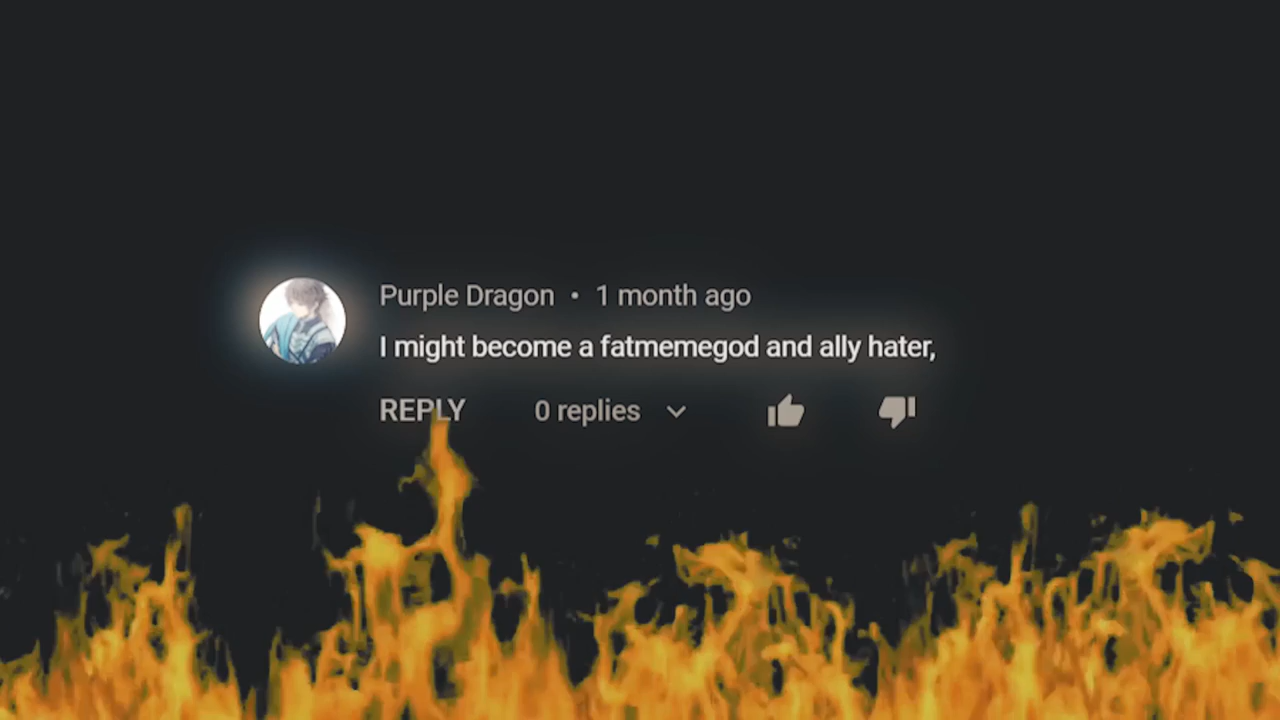 Purple Dragon • 1 month ago
I might become a fatmemegod and ally hater,
REPLY 0 replies